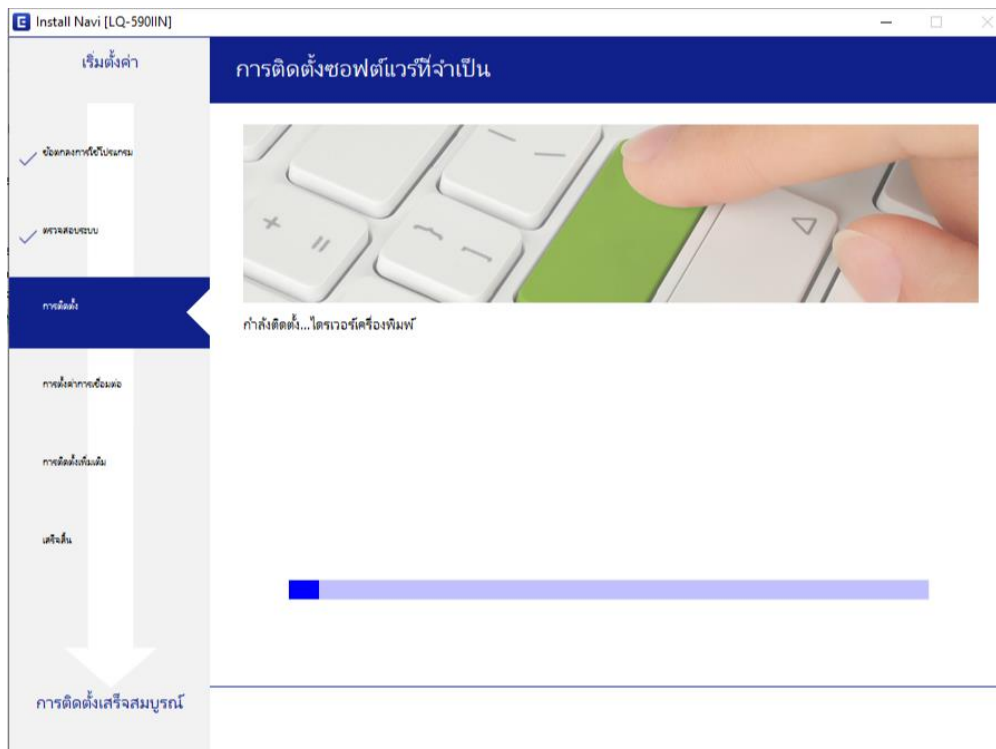 Install Navi [LQ-590IIN]
เริ่มตั้งค่า
การติดตั้งซอฟต์แวร์ที่จำเป็น
ข้อตกลงการใช้โปรแกรม
ตรวจสอบระบบ
การติดตั้ง
กำลังติดตั้ง...ไดรเวอร์เครื่องพิมพ์
การตั้งค่าการเชื่อมต่อ
การติดตั้งเพิ่มเติม
เสร็จสิ้น
การติดตั้งเสร็จสมบูรณ์